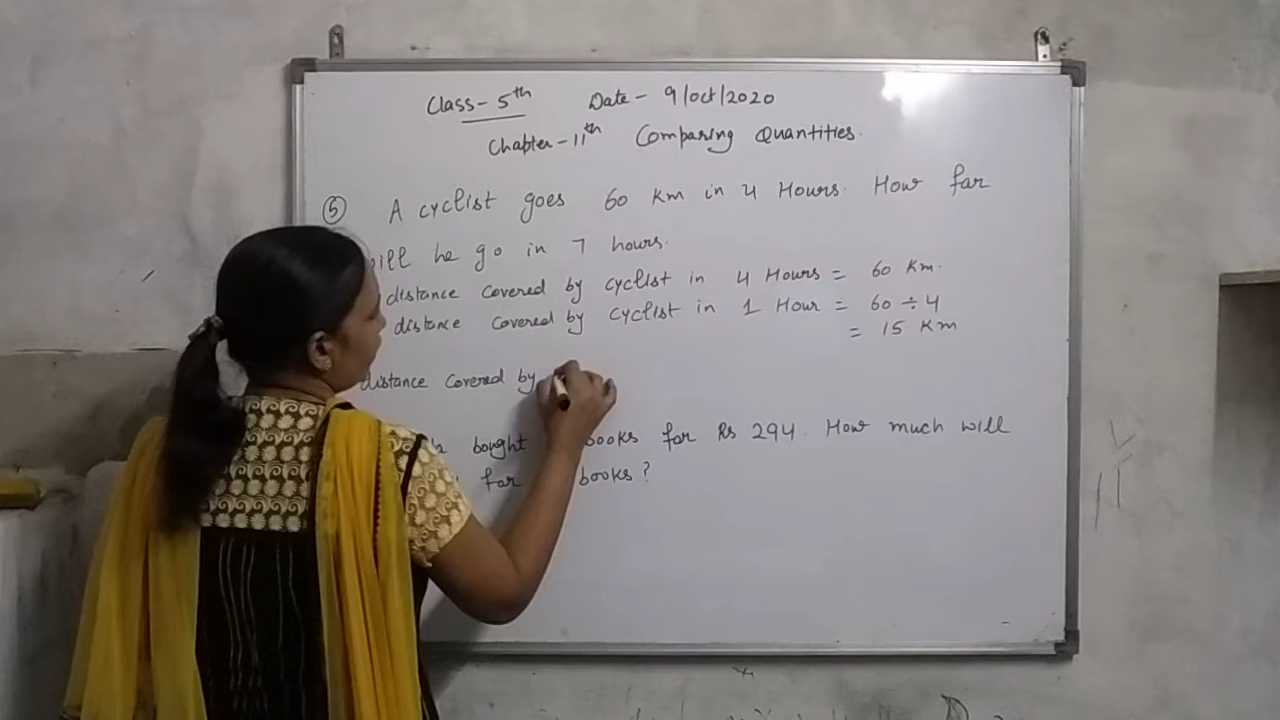 Class- 5th Date- 9/oct/2020
Chapter-11th Comparing Quantities.
⑤ A cyclist goes 60 Km in 4 Hours. How far
will he go in 7 hours.
distance covered by cyclist in 4 Hours = 60 Km.
distance covered by cyclist in 1 Hour = 60 ÷ 4
= 15 Km
distance covered by
bought books for Rs 294. How much will
for books?